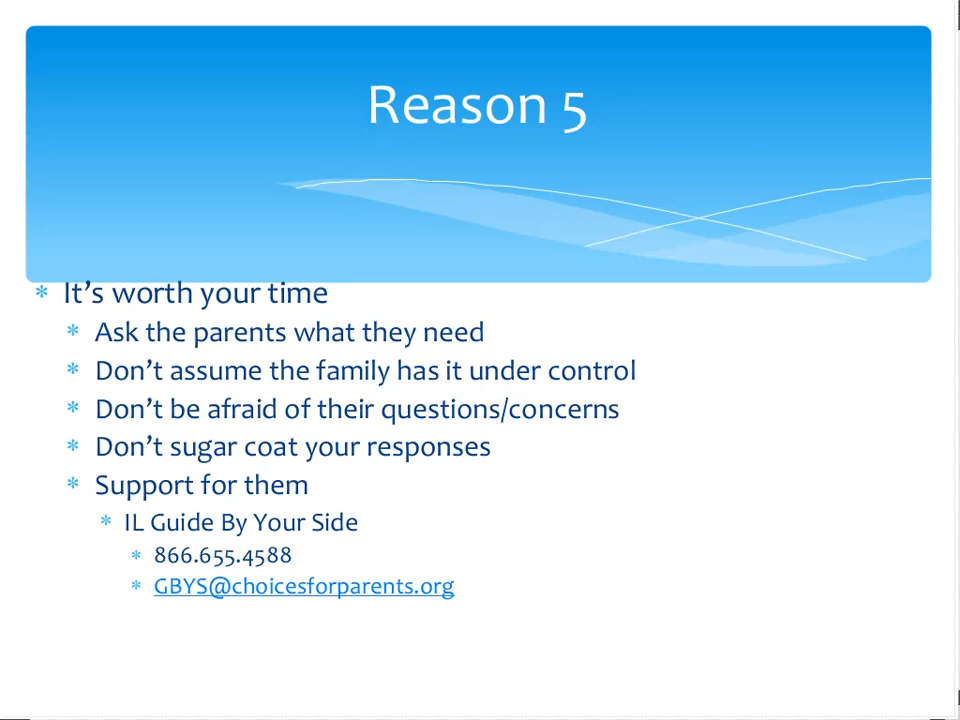 Reason 5
* It’s worth your time
* Ask the parents what they need
* Don’t assume the family has it under control
* Don’t be afraid of their questions/concerns
* Don’t sugar coat your responses
* Support for them
* IL Guide By Your Side
* 866.655.4588
* GBYS@choicesforparents.org